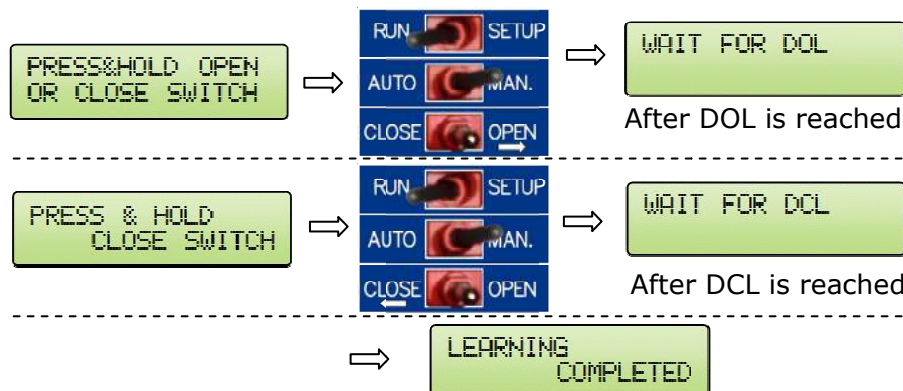 PRESS&HOLD OPEN
OR CLOSE SWITCH
RUN SETUP
AUTO MAN.
CLOSE OPEN
WAIT FOR DOL
After DOL is reached
PRESS & HOLD
CLOSE SWITCH
RUN SETUP
AUTO MAN.
CLOSE OPEN
WAIT FOR DCL
After DCL is reached
LEARNING
COMPLETED